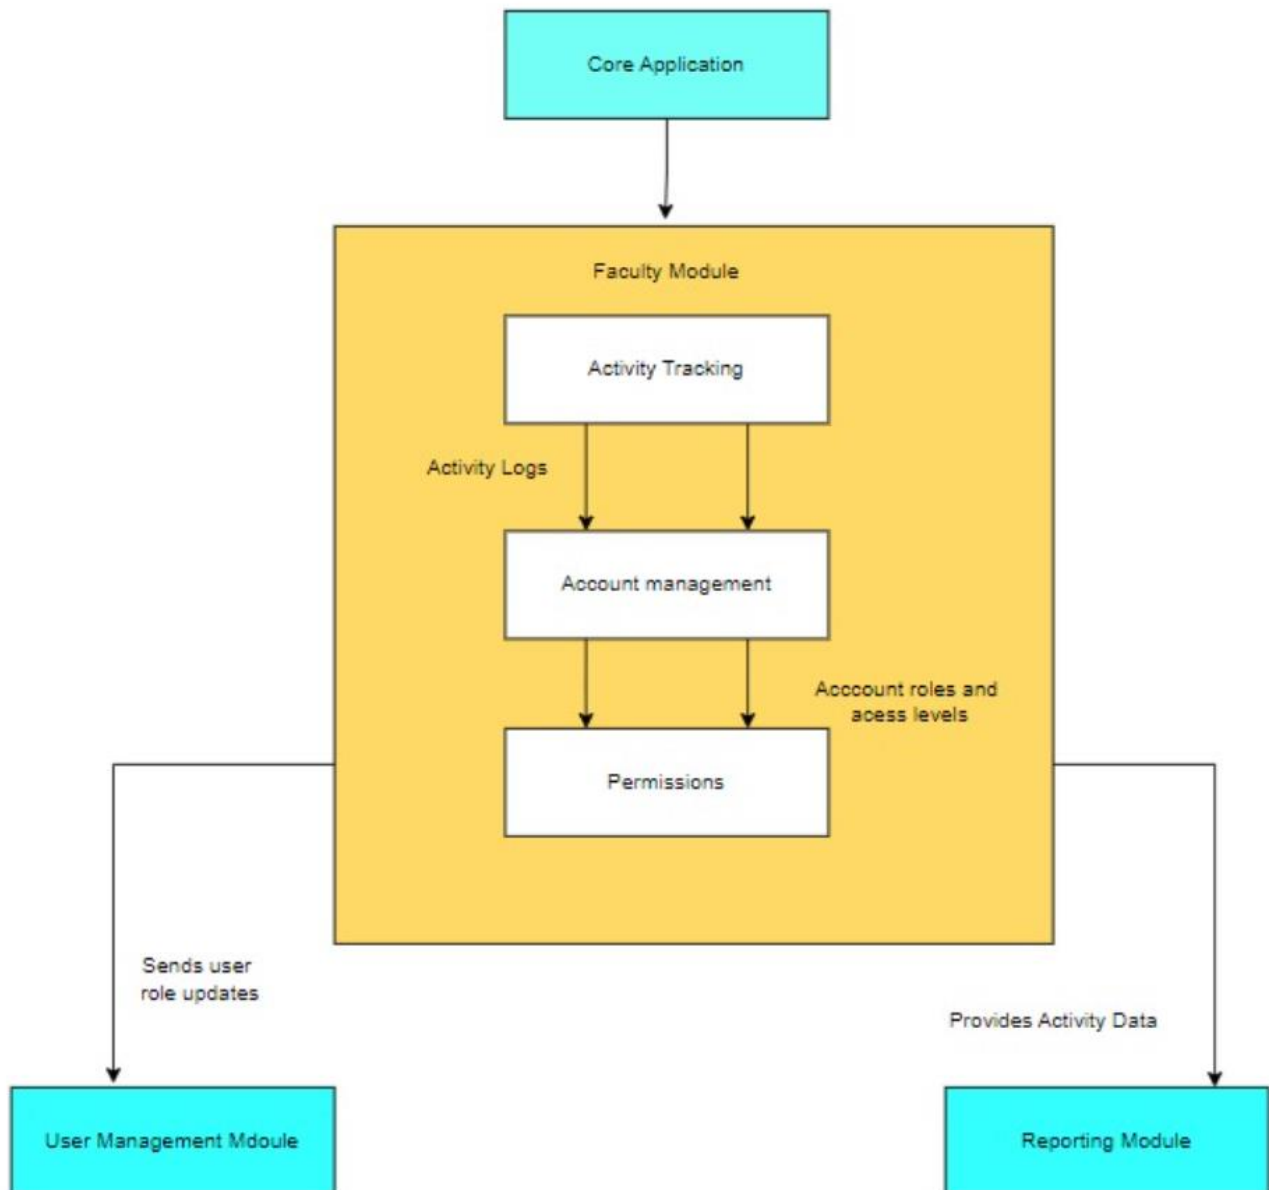 Core Application
Faculty Module
Activity Tracking
Activity Logs
Account management
Acccount roles and
acess levels
Permissions
Sends user
role updates
Provides Activity Data
User Management Mdoule
Reporting Module